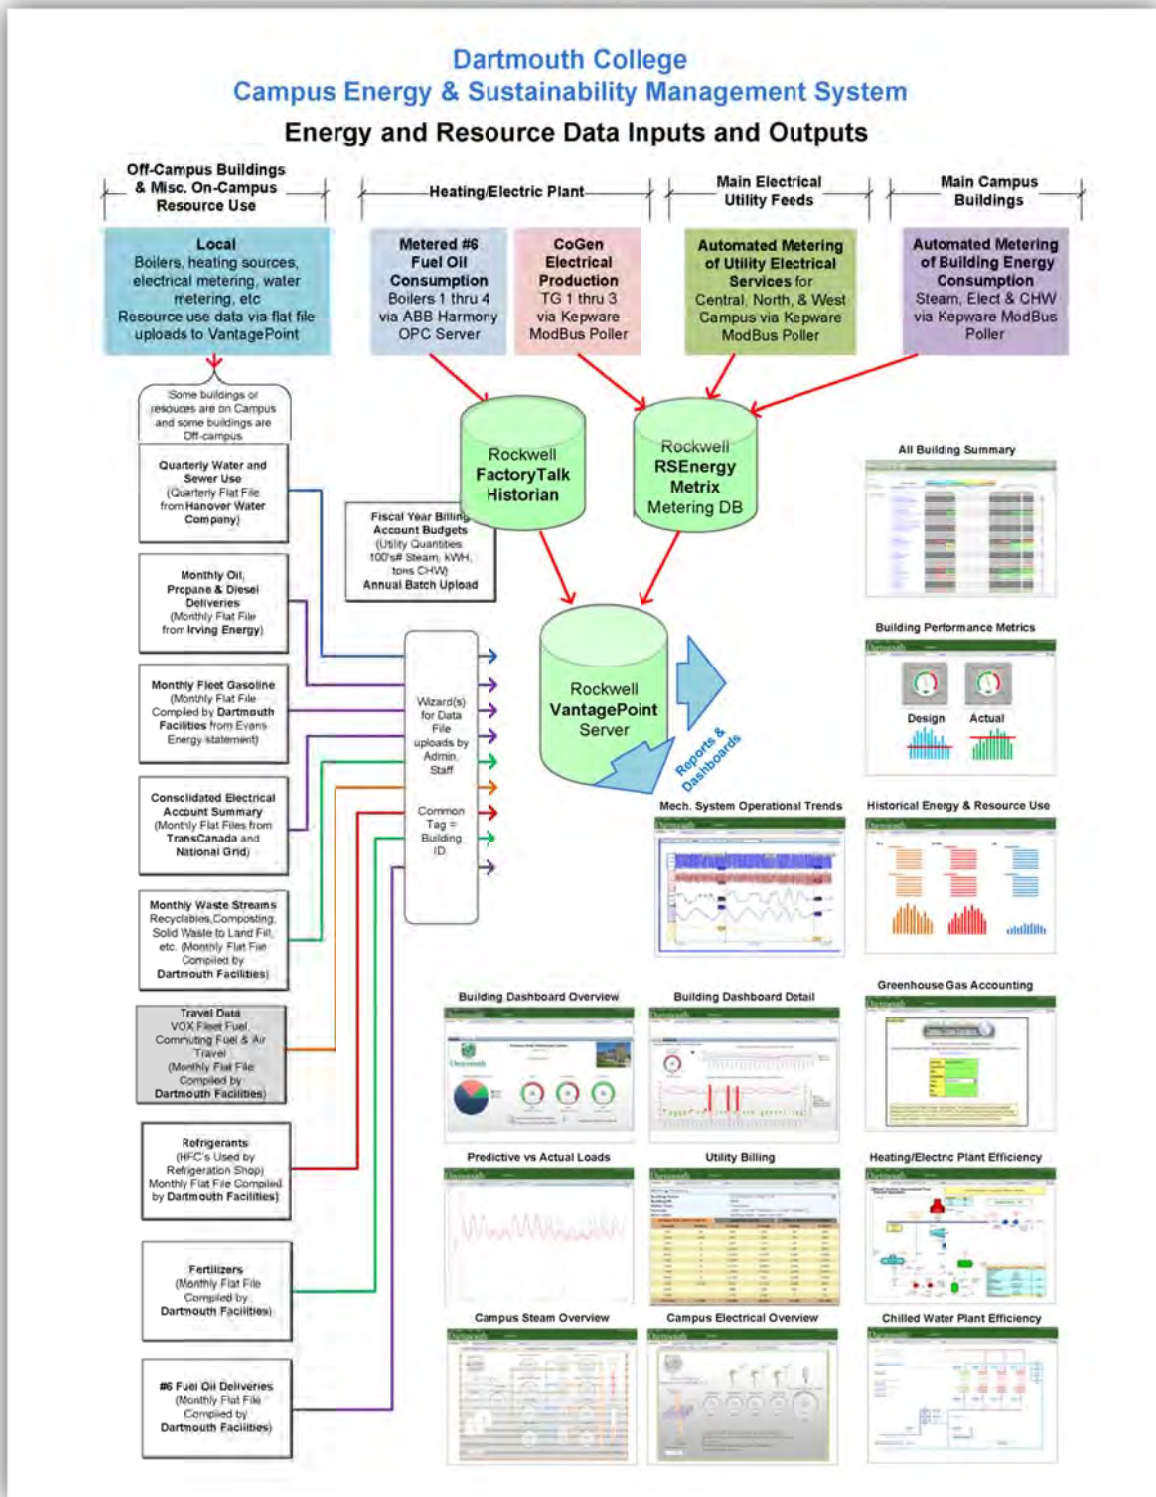 Dartmouth College
Campus Energy & Sustainability Management System
Energy and Resource Data Inputs and Outputs
Off-Campus Buildings
& Misc. On-Campus
Resource Use
Heating/Electric Plant
Main Electrical
Utility Feeds
Main Campus
Buildings
Local
Boilers, heating sources,
electrical metering, water
metering, etc
Resource use data via flat file
uploads to VantagePoint
Metered #6
Fuel Oil
Consumption
Boilers 1 thru 4
via ABB Harmony
OPC Server
CoGen
Electrical
Production
TG 1 thru 3
via Kepware
ModBus Poller
Automated Metering
of Utility Electrical
Services for
Central, North, & West
Campus via Kepware
ModBus Poller
Automated Metering
of Building Energy
Consumption
Steam, Elect & CHW
via Kepware ModBus
Poller
Some buildings or
resouces are on Campus
and some buildings are
Off-campus
Rockwell
FactoryTalk
Historian
Rockwell
RSEnergy
Metrix
Metering DB
Quarterly Water and
Sewer Use
(Quarterly Flat File
from Hanover Water
Company)
Fiscal Year Billing
Account Budgets
(Utility Quantities
100's# Steam, kWH,
tons CHW)
Annual Batch Upload
Monthly Oil,
Propane & Diesel
Deliveries
(Monthly Flat File
from Irving Energy)
Monthly Fleet Gasoline
(Monthly Flat File
Compiled by Dartmouth
Facilities from Evans
Energy statement)
Consolidated Electrical
Account Summary
(Monthly Flat Files from
TransCanada and
National Grid)
Monthly Waste Streams
Recyclables, Composting,
Solid Waste to Land Fill,
etc. (Monthly Flat File
Compiled by
Dartmouth Facilities)
Travel Data
VOX Fleet Fuel,
Commuting Fuel & Air
Travel
(Monthly Flat File
Compiled by
Dartmouth Facilities)
Refrigerants
(HFC's Used by
Refrigeration Shop)
Monthly Flat File Compiled
by Dartmouth Facilities)
Fertilizers
(Monthly Flat File
Compiled by
Dartmouth Facilities)
#6 Fuel Oil Deliveries
(Monthly Flat File
Compiled by
Dartmouth Facilities)
Wizard(s)
for Data
File
uploads by
Admin.
Staff
Common
Tag =
Building
ID
Rockwell
VantagePoint
Server
Reports &
Dashboards
All Building Summary
Building Performance Metrics
Dartmouth
Design
Actual
Mech. System Operational Trends
Dartmouth
Historical Energy & Resource Use
Dartmouth
Building Dashboard Overview
Dartmouth
Building Dashboard Detail
Dartmouth
Greenhouse Gas Accounting
Dartmouth
Predictive vs Actual Loads
Dartmouth
Utility Billing
Dartmouth
Heating/Electric Plant Efficiency
Dartmouth
Campus Steam Overview
Dartmouth
Campus Electrical Overview
Dartmouth
Chilled Water Plant Efficiency
Dartmouth